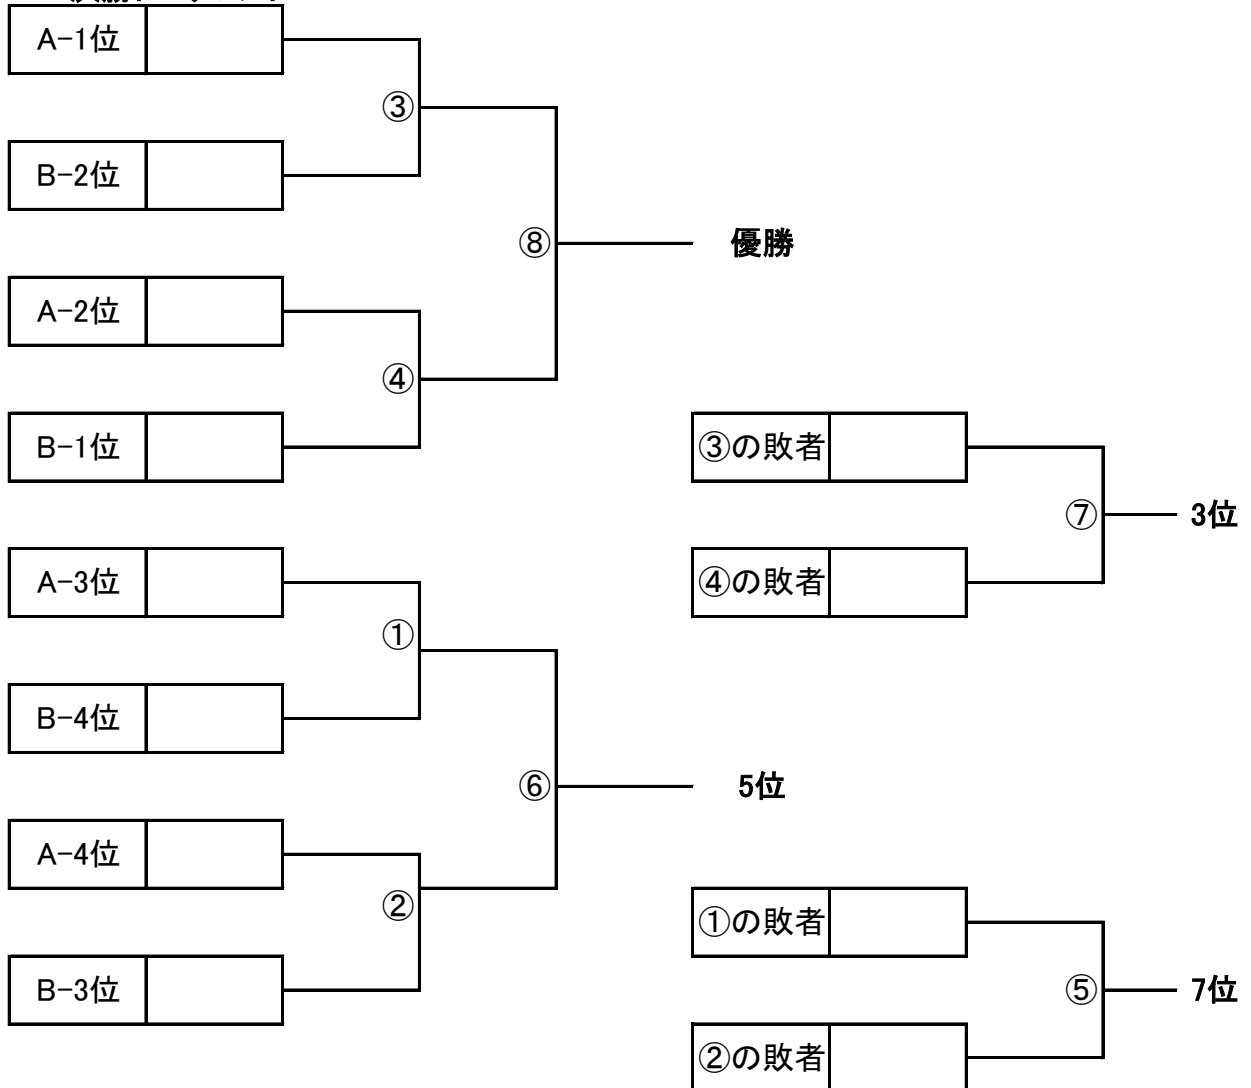 A-1位
③
B-2位
⑧ 優勝
A-2位
④
B-1位
③の敗者
⑦ 3位
④の敗者
A-3位
①
B-4位
⑥ 5位
A-4位
②
B-3位
①の敗者
⑤ 7位
②の敗者